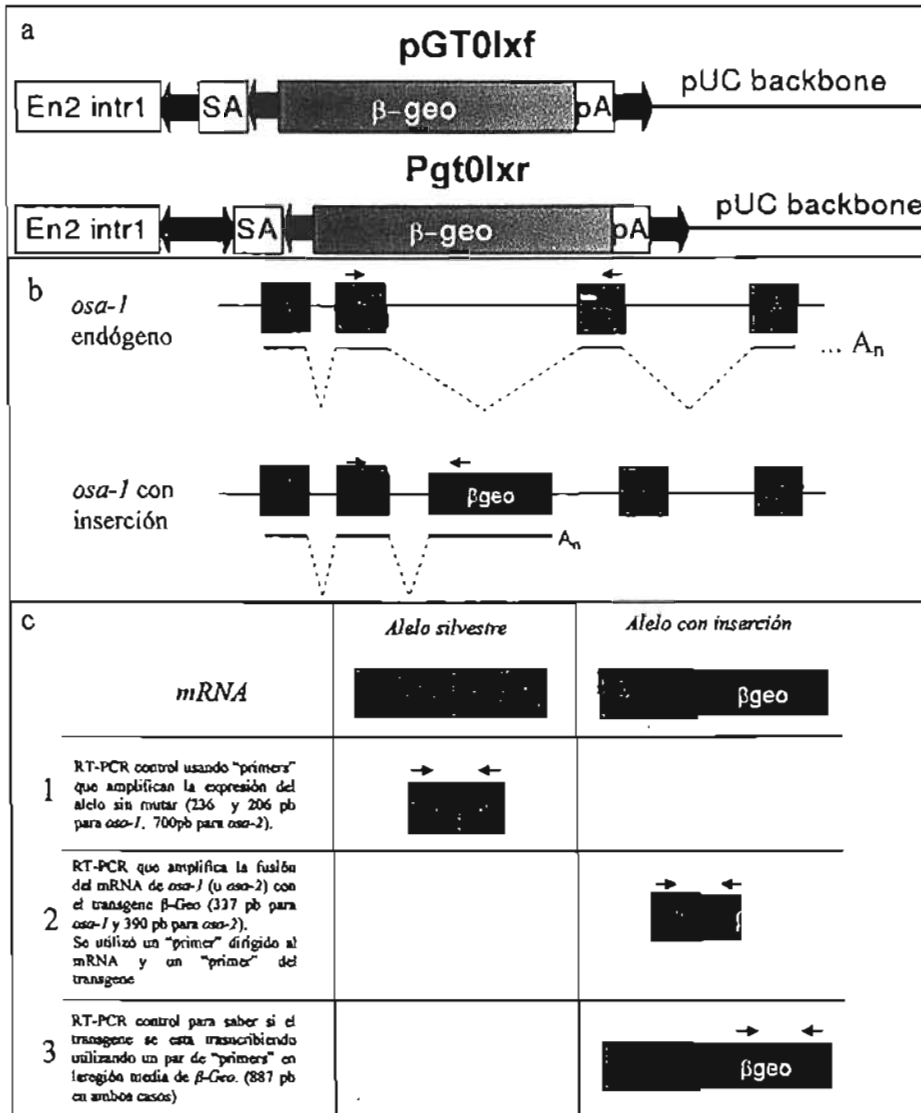 a
pGT0lxf
En2 intr1 SA β-geo pA pUC backbone
Pgt0lxr
En2 intr1 SA β-geo pA pUC backbone
b
osa-1
endógeno
... An
osa-1 con
inserción
βgeo
An
c
Alelo silvestre
Alelo con inserción
mRNA
βgeo
1
RT-PCR control usando "primers"
que amplifican la expresión del
alelo sin mutar (236 y 206 pb
para osa-1, 700pb para osa-2).
2
RT-PCR que amplifica la fusión
del mRNA de osa-1 (u osa-2) con
el transgene β-Geo (337 pb para
osa-1 y 390 pb para osa-2).
Se utilizó un "primer" dirigido al
mRNA y un "primer" del
transgene
β
3
RT-PCR control para saber si el
transgene se esta trascribiendo
utilizando un par de "primers" en
laregión media de β-Geo. (887 pb
en ambos casos)
βgeo